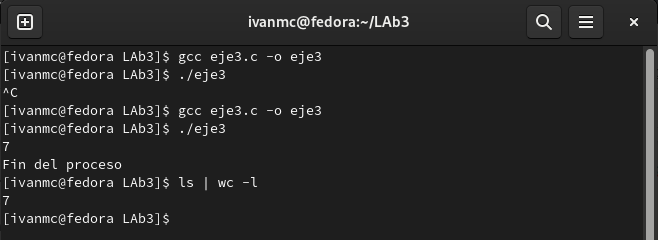 ivanmc@fedora:~/LAb3
[ivanmc@fedora LAb3]$ gcc eje3.c -o eje3
[ivanmc@fedora LAb3]$ ./eje3
^C
[ivanmc@fedora LAb3]$ gcc eje3.c -o eje3
[ivanmc@fedora LAb3]$ ./eje3
7
Fin del proceso
[ivanmc@fedora LAb3]$ ls | wc -l
7
[ivanmc@fedora LAb3]$